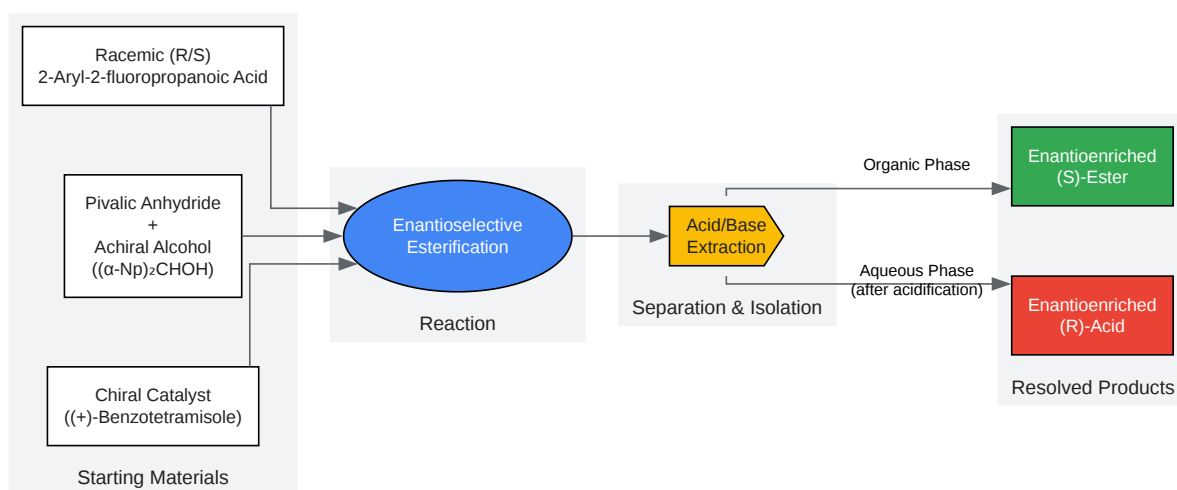 Racemic (R/S)
2-Aryl-2-fluoropropanoic Acid
Pivalic Anhydride
+
Achiral Alcohol
((α-Np)₂CHOH)
Chiral Catalyst
((+)-Benzotetramisole)
Starting Materials
Enantioselective
Esterification
Reaction
Acid/Base
Extraction
Separation & Isolation
Organic Phase
Aqueous Phase
(after acidification)
Enantioenriched
(S)-Ester
Enantioenriched
(R)-Acid
Resolved Products